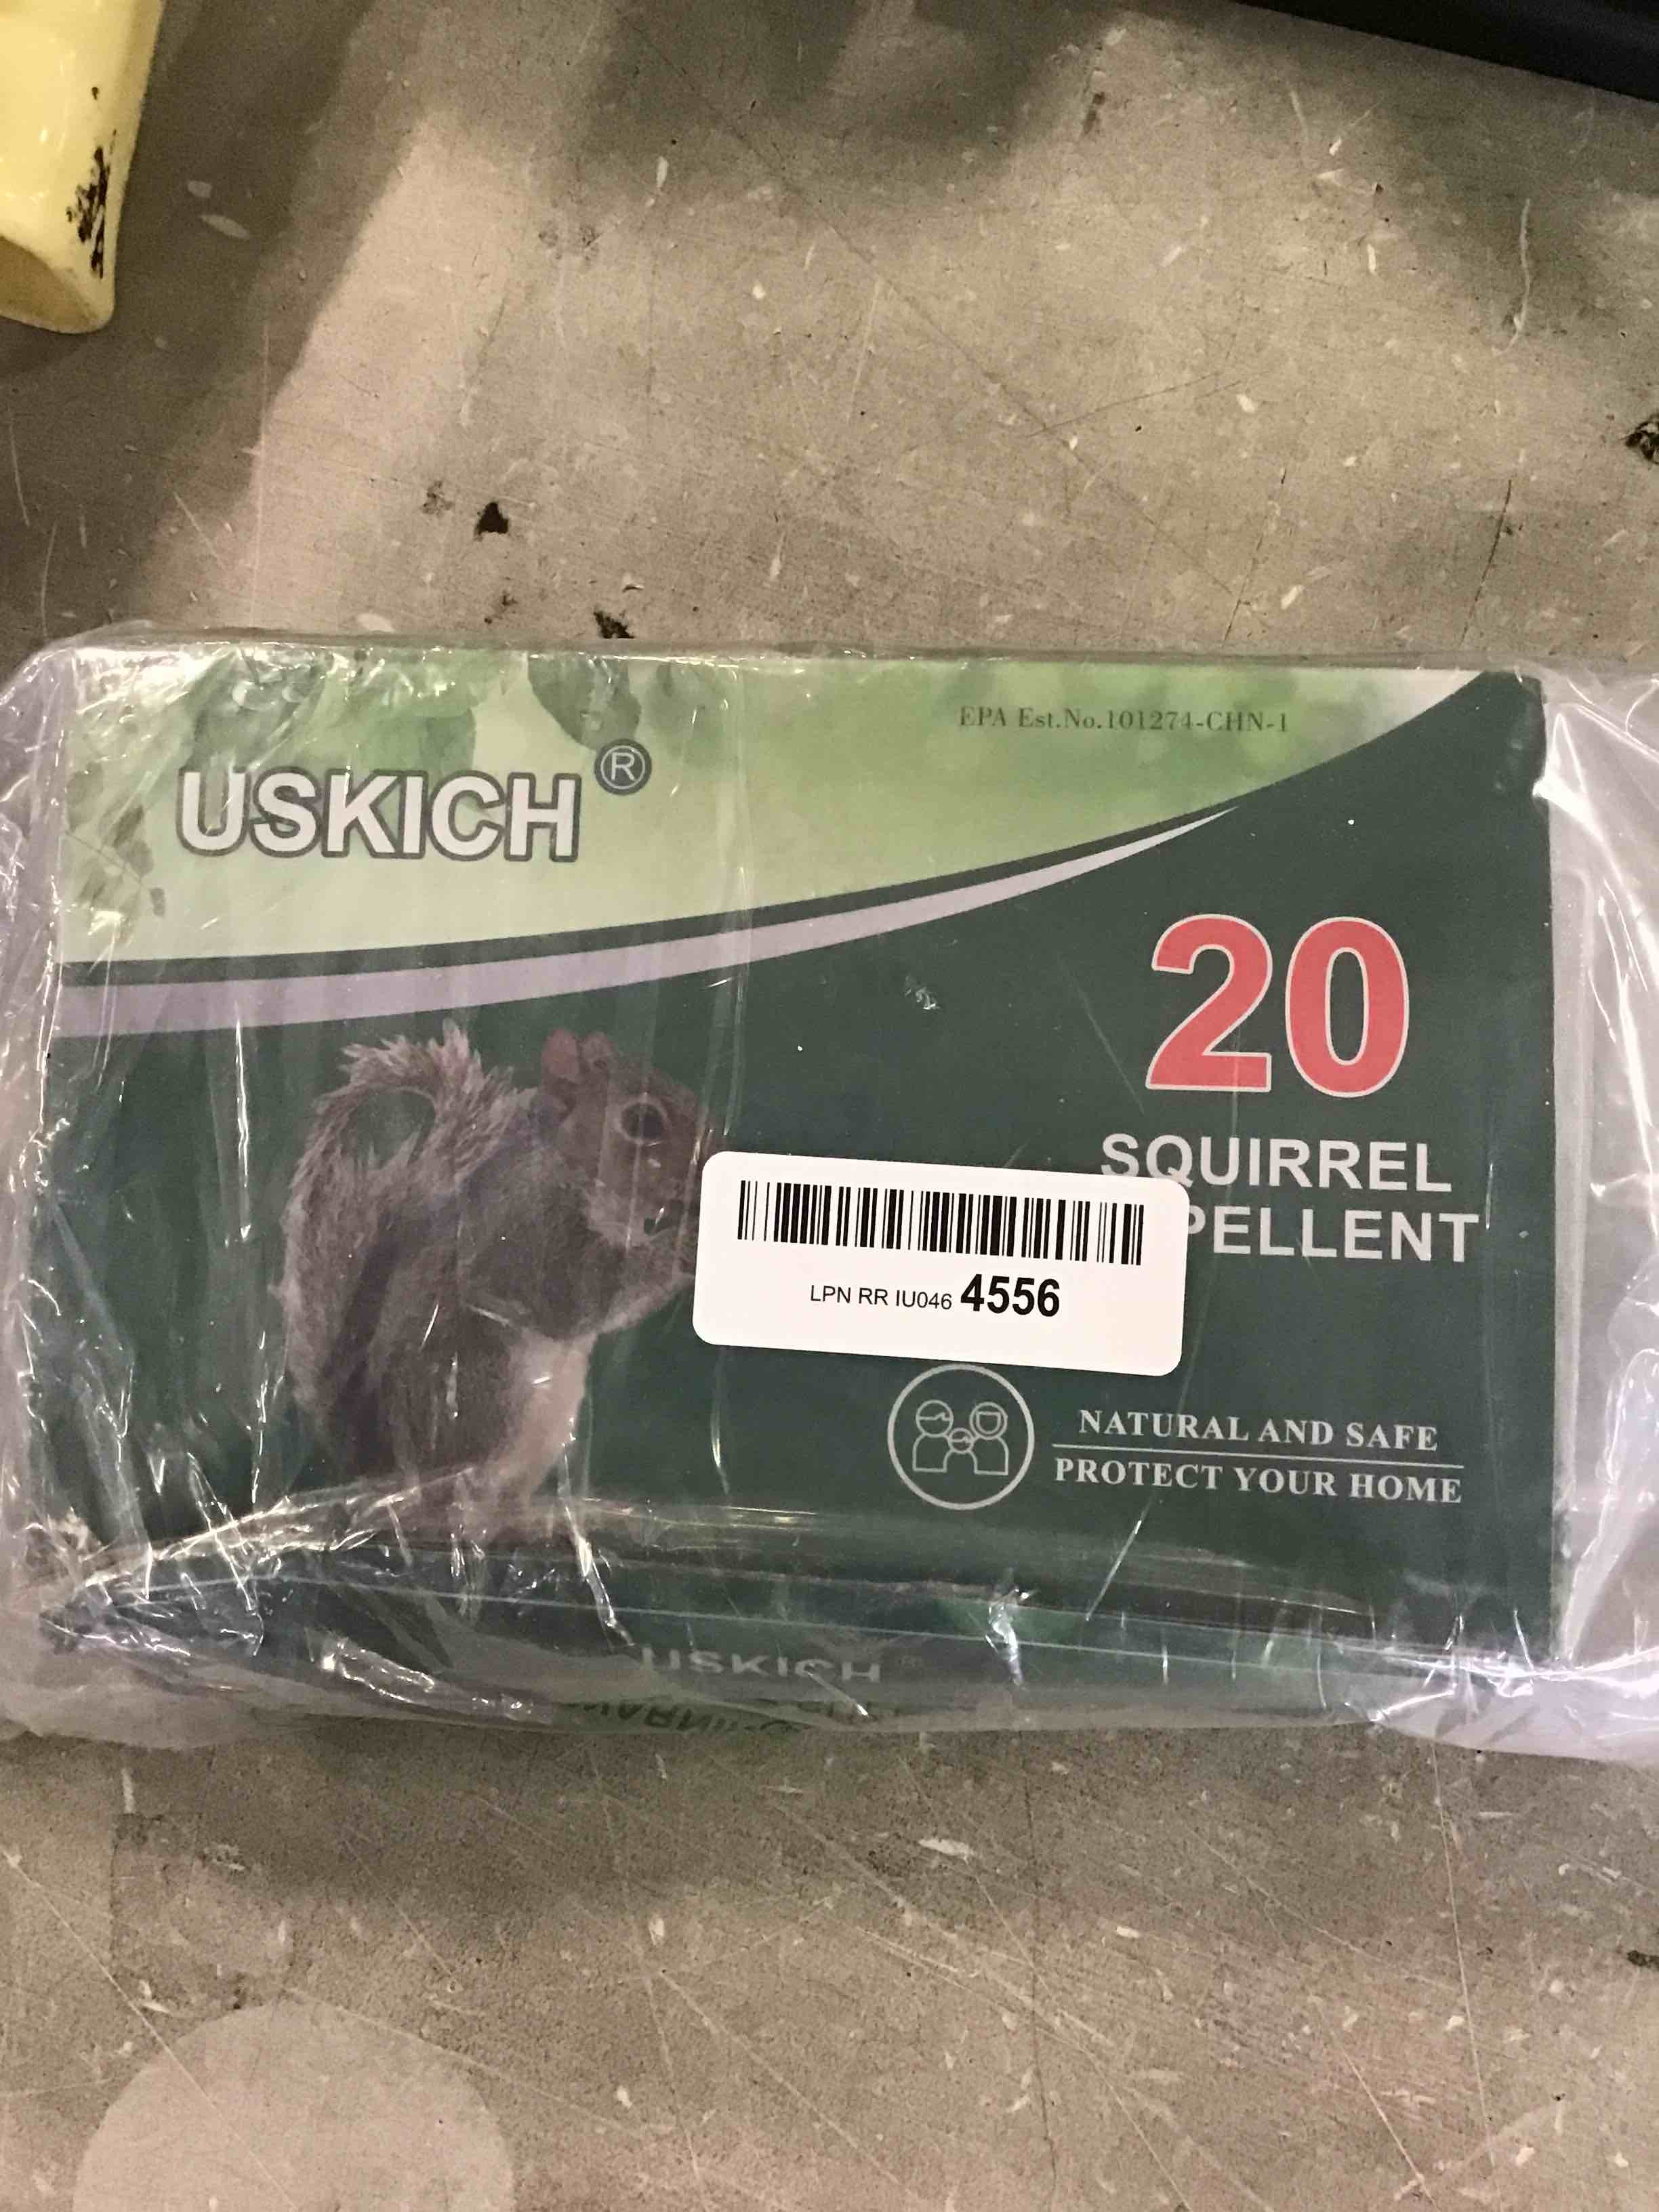 EPA Est.No.101274-CHN-1
USKICH®
20
SQUIRREL
PELLENT
LPN RR IU046 4556
NATURAL AND SAFE
PROTECT YOUR HOME
USKICH